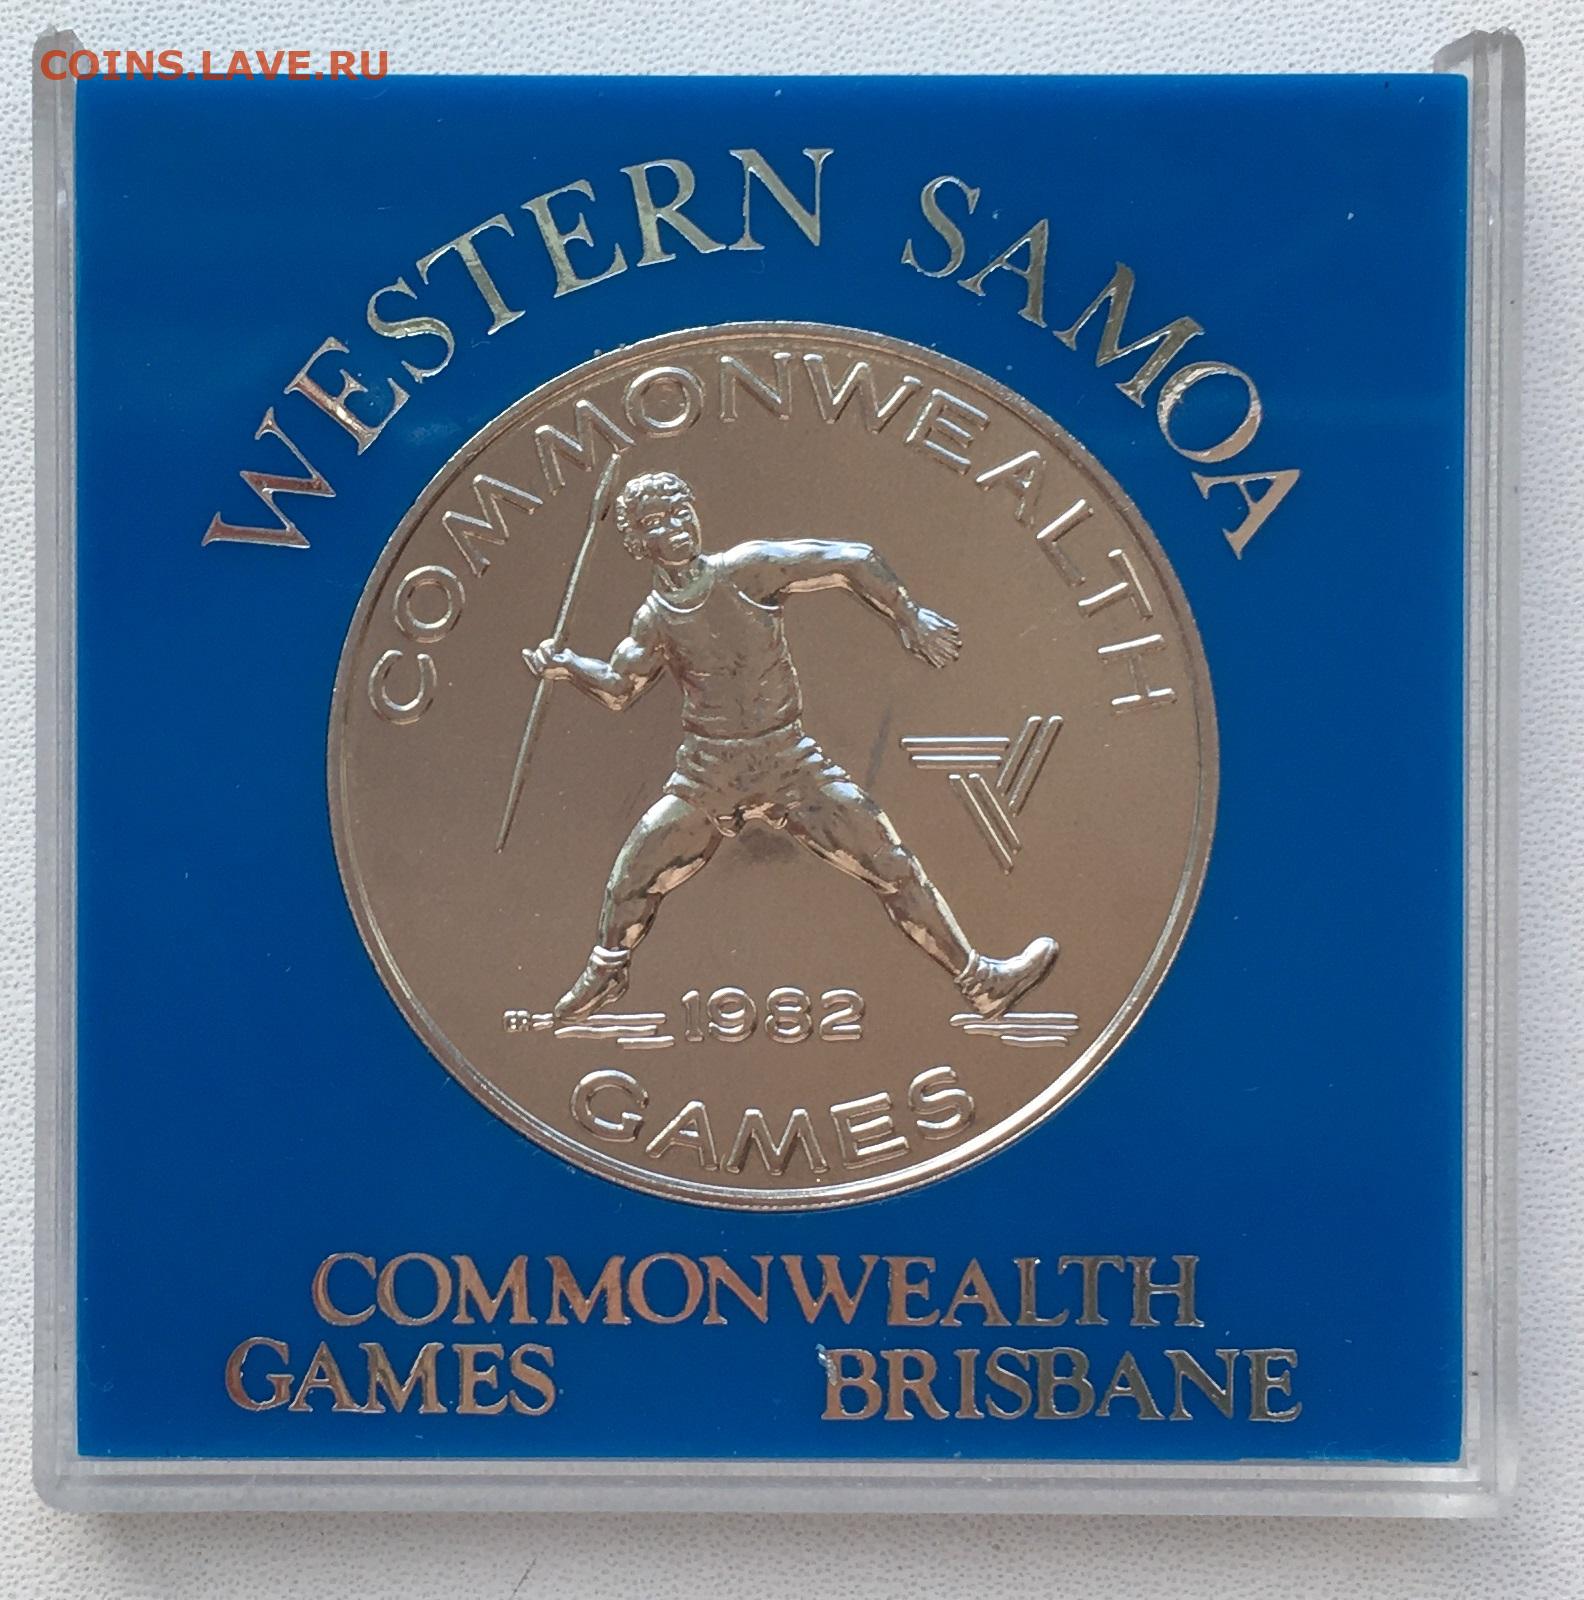 COINS.LAVE.RU
WESTERN SAMOA
COMMONWEALTH
1982
GAMES
COMMONWEALTH
GAMES BRISBANE